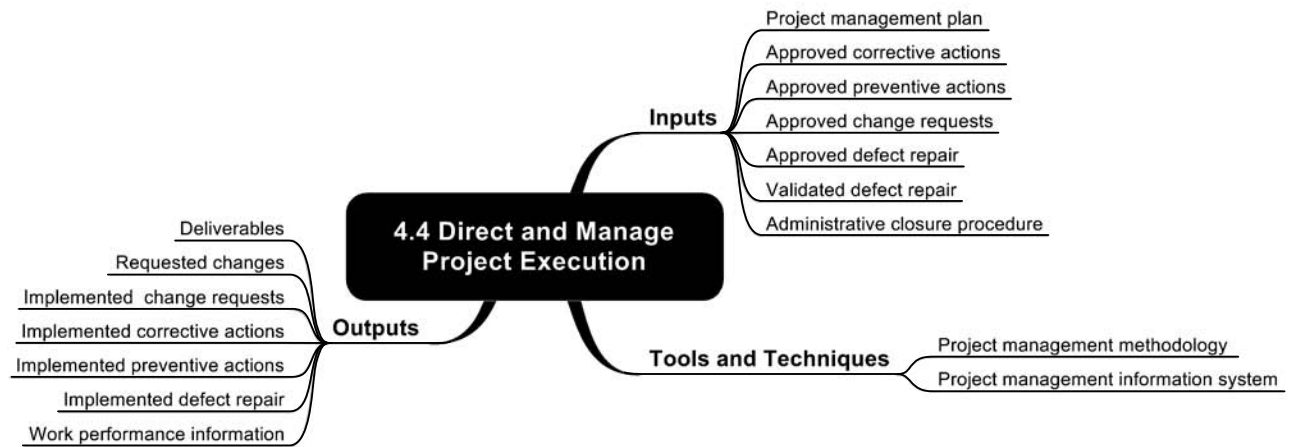 4.4 Direct and Manage
Project Execution
Inputs
Project management plan
Approved corrective actions
Approved preventive actions
Approved change requests
Approved defect repair
Validated defect repair
Administrative closure procedure
Tools and Techniques
Project management methodology
Project management information system
Outputs
Deliverables
Requested changes
Implemented  change requests
Implemented corrective actions
Implemented preventive actions
Implemented defect repair
Work performance information